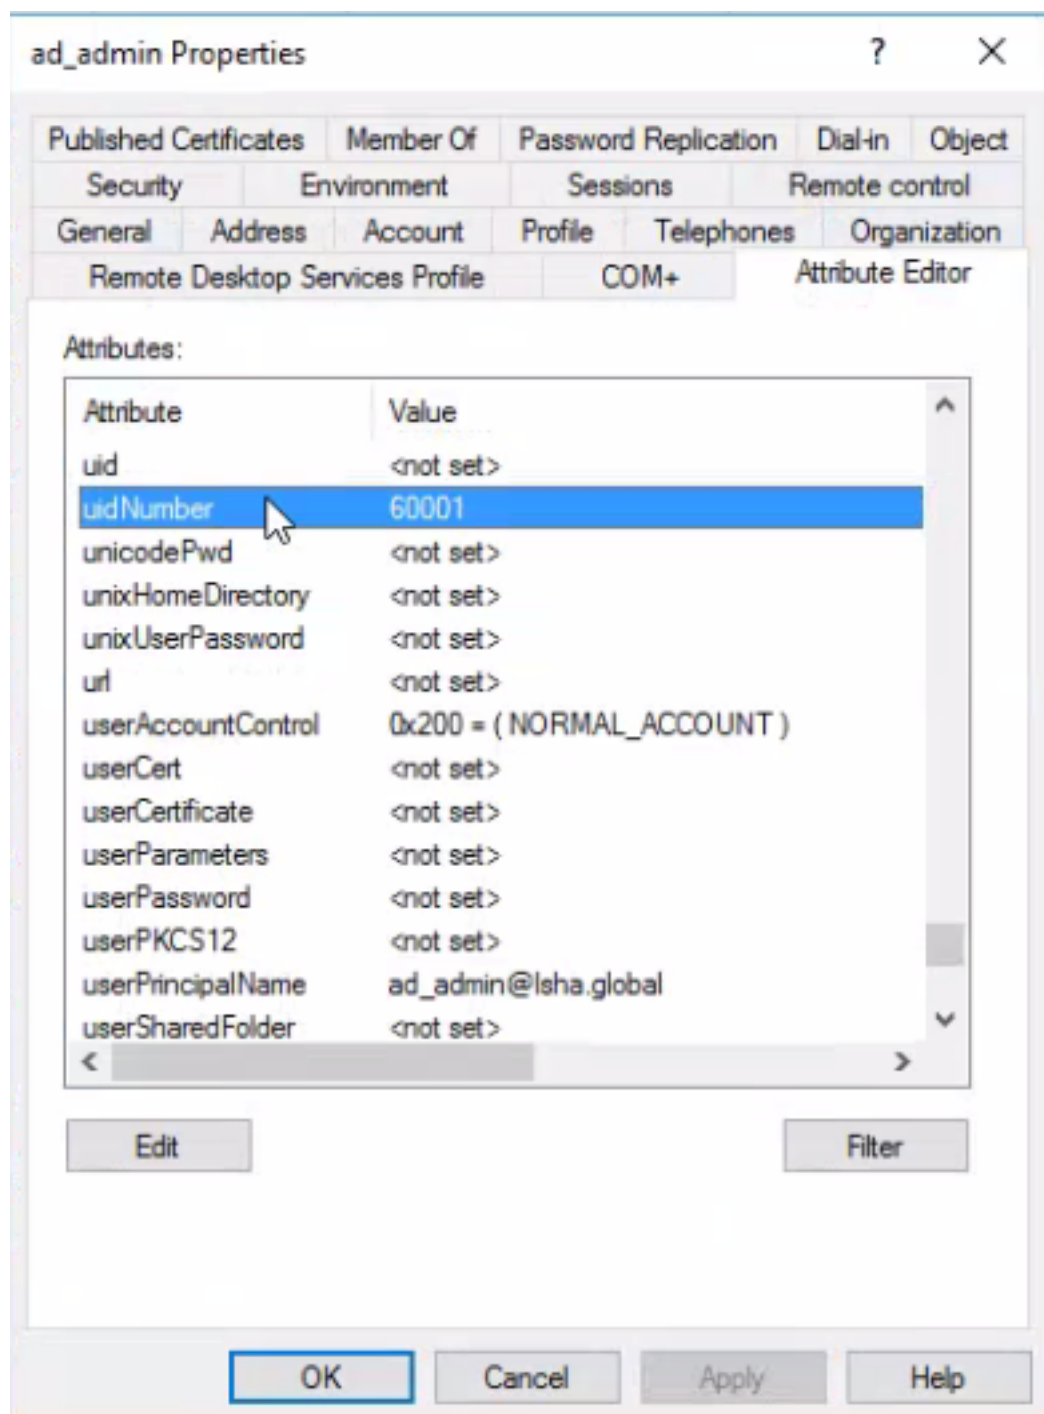 ad_admin Properties ? ×
Published Certificates Member Of Password Replication Dial-in Object
Security Environment Sessions Remote control
General Address Account Profile Telephones Organization
Remote Desktop Services Profile COM+ Attribute Editor
Attributes:
Attribute Value
uid <not set>
uidNumber 60001
unicodePwd <not set>
unixHomeDirectory <not set>
unixUserPassword <not set>
url <not set>
userAccountControl 0x200 = ( NORMAL_ACCOUNT )
userCert <not set>
userCertificate <not set>
userParameters <not set>
userPassword <not set>
userPKCS12 <not set>
userPrincipalName ad_admin@lsha.global
userSharedFolder <not set>
Edit Filter
OK Cancel Apply Help